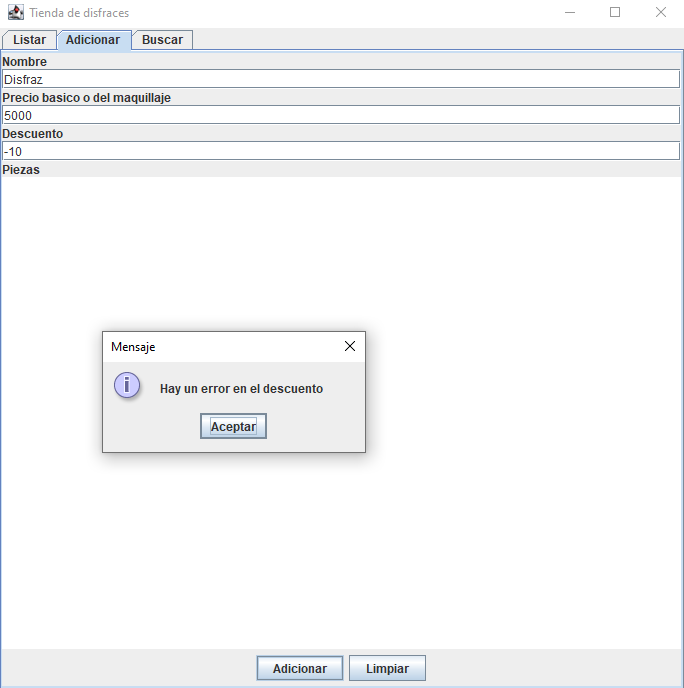 Tienda de disfraces
Listar Adicionar Buscar
Nombre
Disfraz
Precio basico o del maquillaje
5000
Descuento
-10
Piezas
Mensaje
Hay un error en el descuento
Aceptar
Adicionar Limpiar